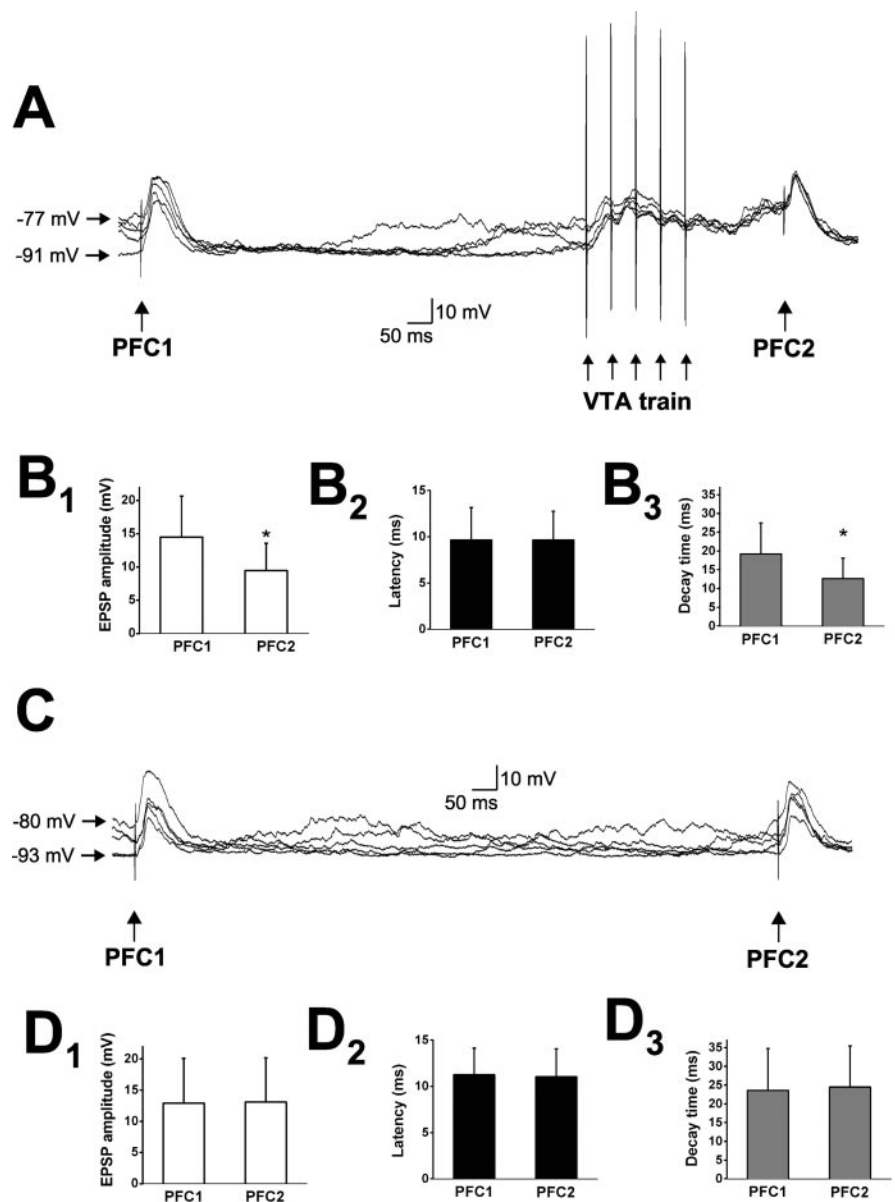 A
-77 mV
-91 mV
10 mV
50 ms
PFC1
PFC2
VTA train
B1
EPSP amplitude (mV)
20
15
10
5
0
*
PFC1
PFC2
B2
Latency (ms)
15
10
5
0
PFC1
PFC2
B3
Decay time (ms)
35
30
25
20
15
10
5
0
*
PFC1
PFC2
C
-80 mV
-93 mV
10 mV
50 ms
PFC1
PFC2
D1
EPSP amplitude (mV)
20
15
10
5
0
PFC1
PFC2
D2
Latency (ms)
15
10
5
0
PFC1
PFC2
D3
Decay time (ms)
35
30
25
20
15
10
5
0
PFC1
PFC2